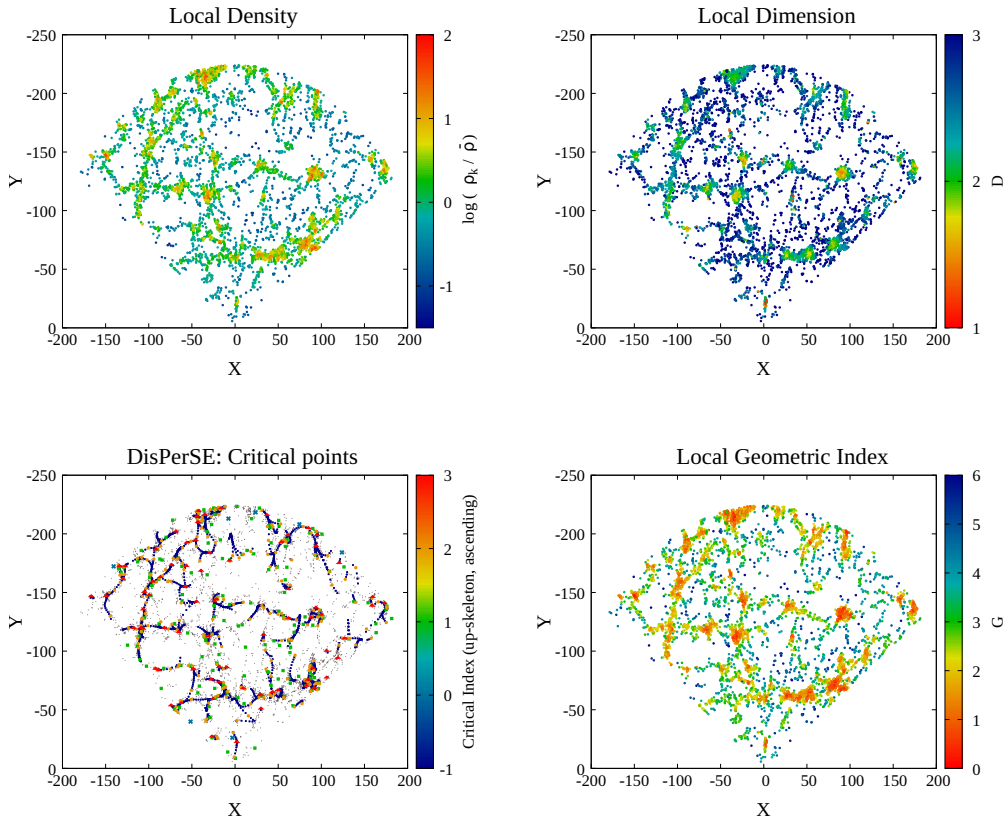 Local Density
-250
-200
-150
-100
-50
0
-200 -150 -100 -50 0 50 100 150 200
X
Y
2
1
0
-1
log ( ρk / ρ̄)
Local Dimension
-250
-200
-150
-100
-50
0
-200 -150 -100 -50 0 50 100 150 200
X
Y
3
2
1
D
DisPerSE: Critical points
-250
-200
-150
-100
-50
0
-200 -150 -100 -50 0 50 100 150 200
X
Y
3
2
1
0
-1
Critical Index (up-skeleton, ascending)
Local Geometric Index
-250
-200
-150
-100
-50
0
-200 -150 -100 -50 0 50 100 150 200
X
Y
6
5
4
3
2
1
0
G